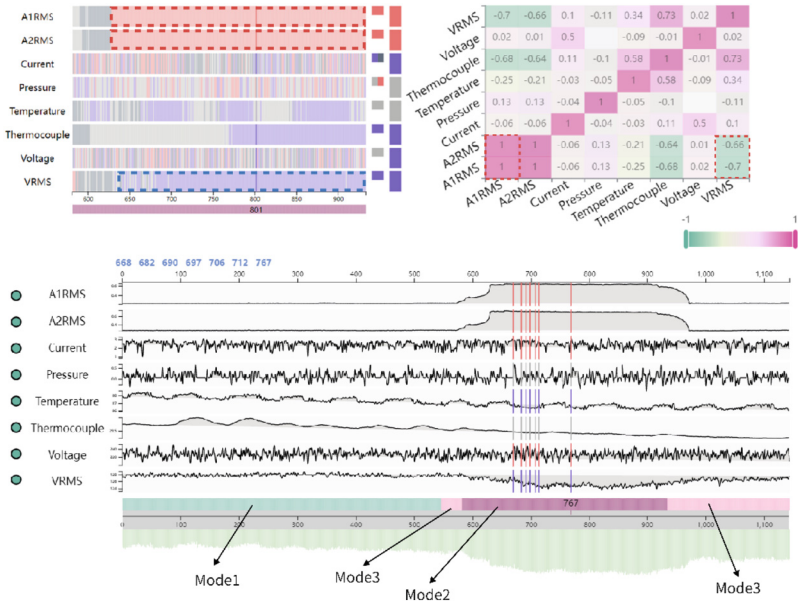 A1RMS
A2RMS
Current
Pressure
Temperature
Thermocouple
Voltage
VRMS
600 650 700 750 800 850 900
801
VRMS -0.7 -0.66 0.1 -0.11 0.34 0.73 0.02 1
Voltage 0.02 0.01 0.5 -0.09 -0.01 1 0.02
Thermocouple -0.68 -0.64 0.11 -0.1 0.58 1 -0.09 0.73
Temperature -0.25 -0.21 -0.03 -0.05 1 0.58 -0.09 0.34
Pressure 0.13 0.13 -0.04 1 -0.05 -0.1 -0.11
Current -0.06 -0.06 1 -0.04 -0.03 0.11 0.5 0.1
A2RMS 1 1 -0.06 0.13 -0.21 -0.64 0.01 -0.66
A1RMS 1 1 -0.06 0.13 -0.25 -0.68 0.02 -0.7
A1RMS A2RMS Current Pressure Temperature Thermocouple Voltage VRMS
-1 1
668 682 690 697 706 712 767
0 100 200 300 400 500 600 700 800 900 1,000 1,100
A1RMS
A2RMS
Current
Pressure
Temperature
Thermocouple
Voltage
VRMS
767
0 100 200 300 400 500 600 700 800 900 1,000 1,100
Mode1
Mode3
Mode2
Mode3